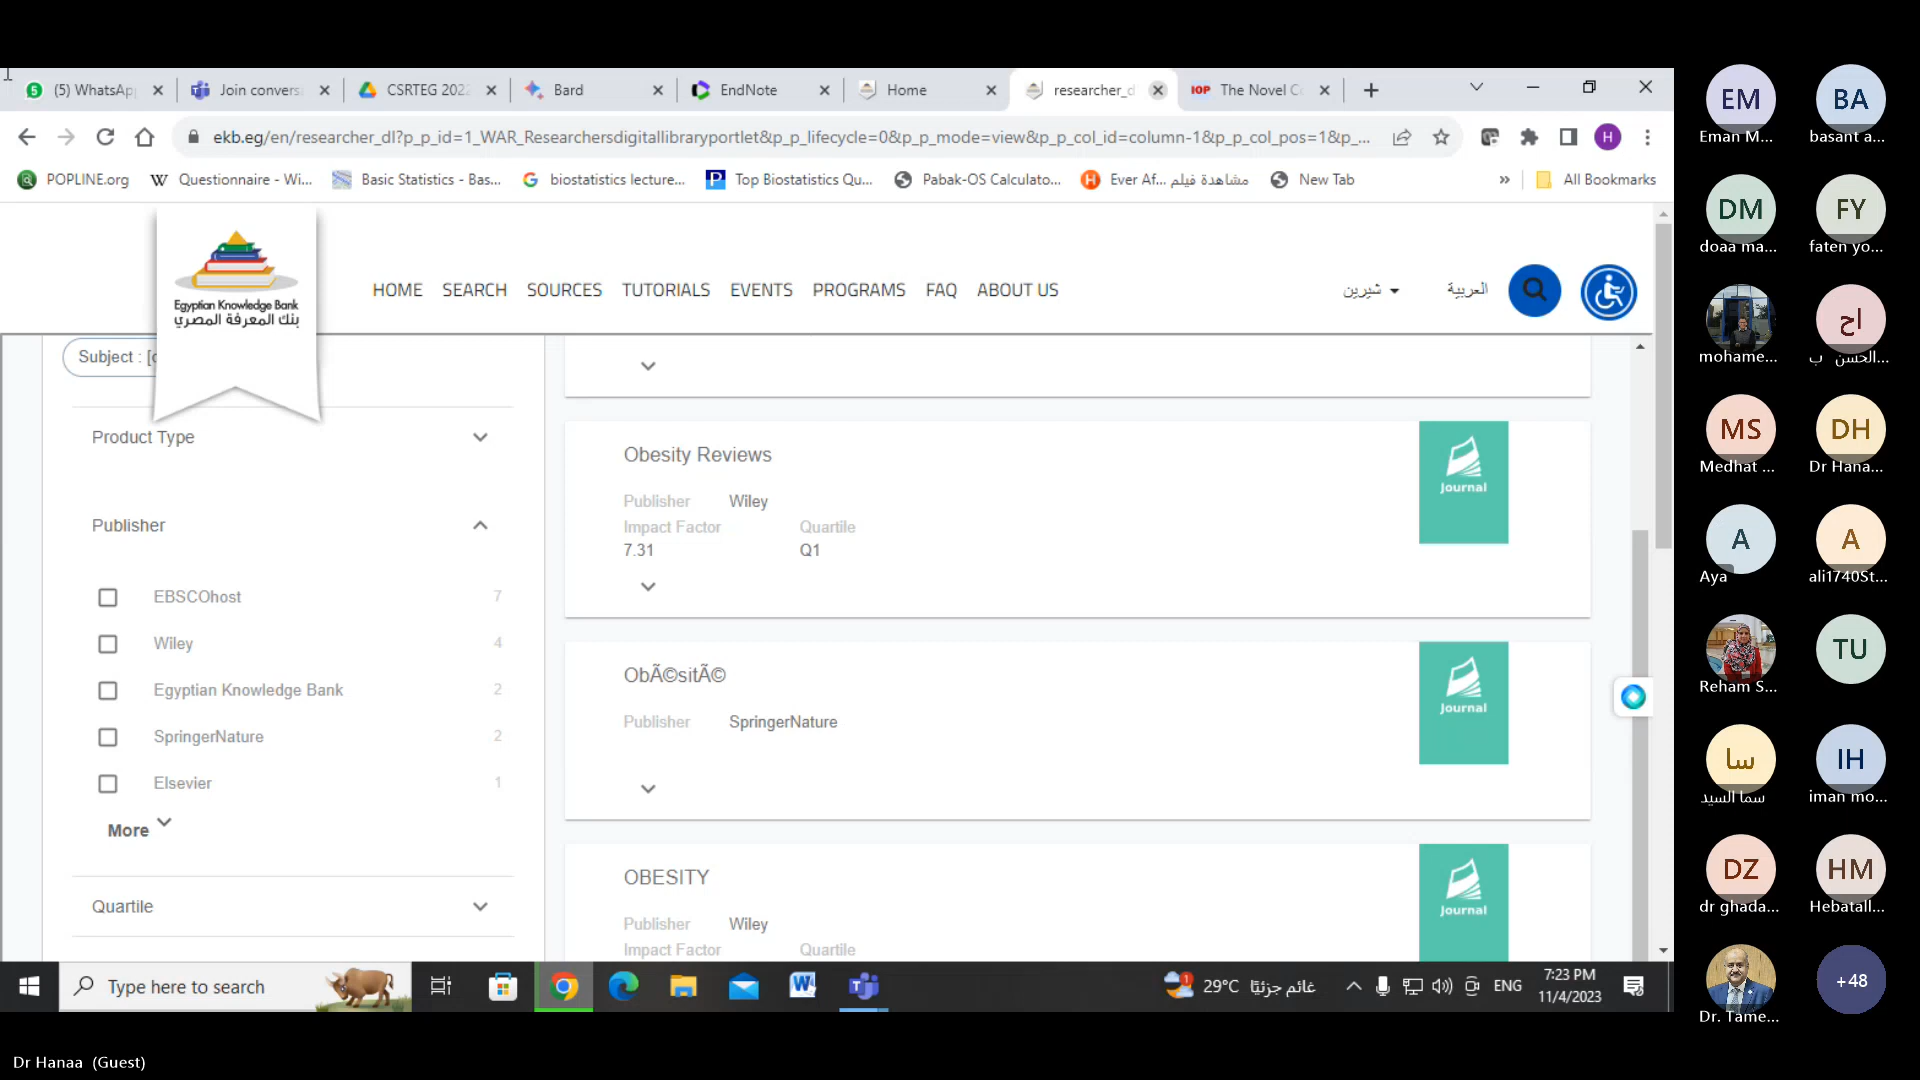 (5) WhatsAp
Join convers
CSRTEG 202
Bard
EndNote
Home
researcher_d
IOP The Novel C
ekb.eg/en/researcher_dl?p_p_id=1_WAR_Researchersdigitallibraryportlet&p_p_lifecycle=0&p_p_mode=view&p_p_col_id=column-1&p_p_col_pos=1&p_...
H
POPLINE.org
W Questionnaire - Wi...
Basic Statistics - Bas...
biostatistics lecture...
P Top Biostatistics Qu...
Pabak-OS Calculato...
H مشاهدة فيلم ...Ever Af
New Tab
»
All Bookmarks
Egyptian Knowledge Bank
بنك المعرفة المصري
HOME SEARCH SOURCES TUTORIALS EVENTS PROGRAMS FAQ ABOUT US
شيرين
العربية
Subject : [
Product Type
Publisher
EBSCOhost 7
Wiley 4
Egyptian Knowledge Bank 2
SpringerNature 2
Elsevier 1
More
Quartile
Obesity Reviews
Publisher Wiley
Impact Factor Quartile
7.31 Q1
Journal
ObÃ©sitÃ©
Publisher SpringerNature
Journal
OBESITY
Publisher Wiley
Impact Factor Quartile
Journal
Type here to search
1
29°C غائم جزئيًا
ENG
7:23 PM
11/4/2023
EM
Eman M...
BA
basant a...
DM
doaa ma...
FY
faten yo...
mohame...
اح
الحسن ب...
MS
Medhat ...
DH
Dr Hana...
A
Aya
A
ali1740St...
Reham S...
TU
سا
سما السيد
IH
iman mo...
DZ
dr ghada...
HM
Hebatall...
Dr. Tame...
+48
Dr Hanaa (Guest)